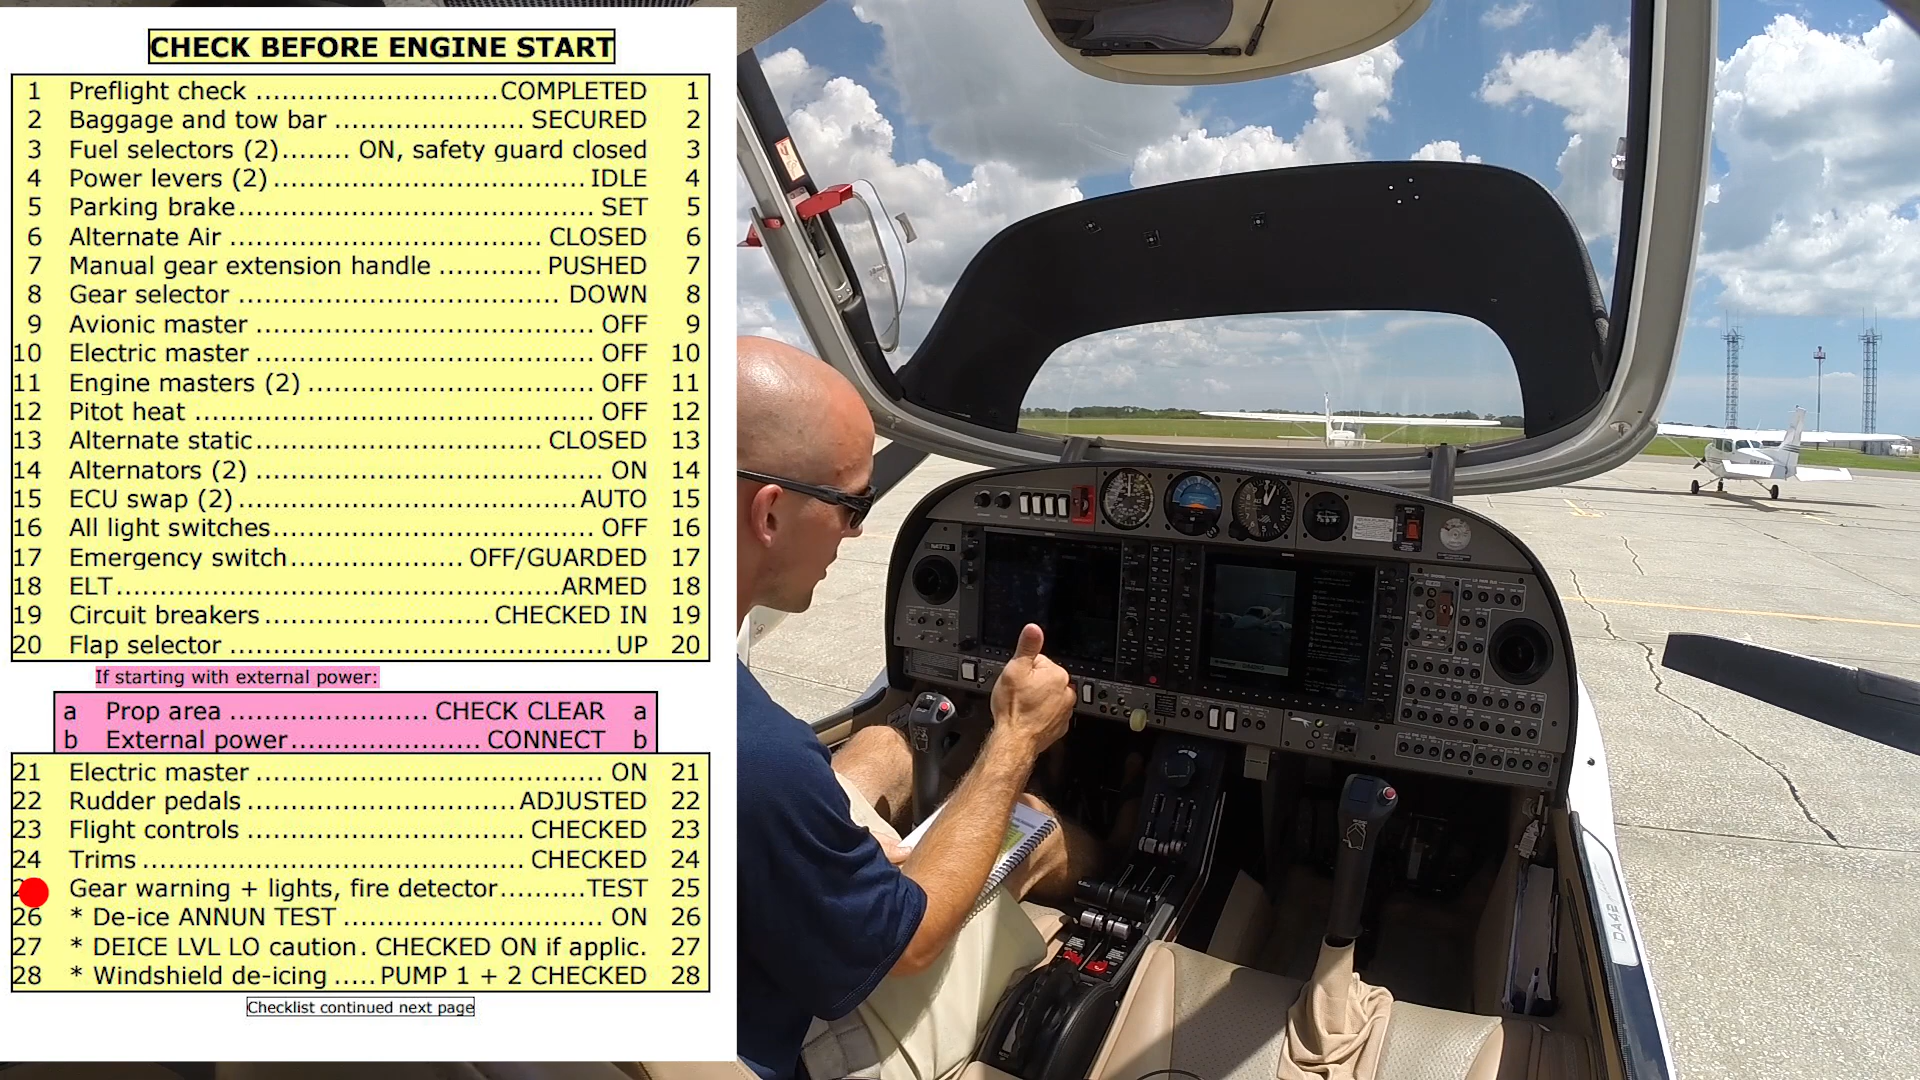 CHECK BEFORE ENGINE START
1 Preflight check ............................COMPLETED 1
2 Baggage and tow bar ...................... SECURED 2
3 Fuel selectors (2)........ ON, safety guard closed 3
4 Power levers (2) .................................... IDLE 4
5 Parking brake......................................... SET 5
6 Alternate Air .................................... CLOSED 6
7 Manual gear extension handle ............ PUSHED 7
8 Gear selector ..................................... DOWN 8
9 Avionic master ....................................... OFF 9
10 Electric master ....................................... OFF 10
11 Engine masters (2) ................................. OFF 11
12 Pitot heat .............................................. OFF 12
13 Alternate static.................................. CLOSED 13
14 Alternators (2) ......................................... ON 14
15 ECU swap (2) ........................................ AUTO 15
16 All light switches..................................... OFF 16
17 Emergency switch.................... OFF/GUARDED 17
18 ELT...................................................ARMED 18
19 Circuit breakers.......................... CHECKED IN 19
20 Flap selector ............................................ UP 20
If starting with external power:
a Prop area ....................... CHECK CLEAR a
b External power...................... CONNECT b
21 Electric master ........................................ ON 21
22 Rudder pedals ...............................ADJUSTED 22
23 Flight controls ................................ CHECKED 23
24 Trims ............................................ CHECKED 24
Gear warning + lights, fire detector..........TEST 25
26 * De-ice ANNUN TEST .............................. ON 26
27 * DEICE LVL LO caution. CHECKED ON if applic. 27
28 * Windshield de-icing ..... PUMP 1 + 2 CHECKED 28
Checklist continued next page
DA42